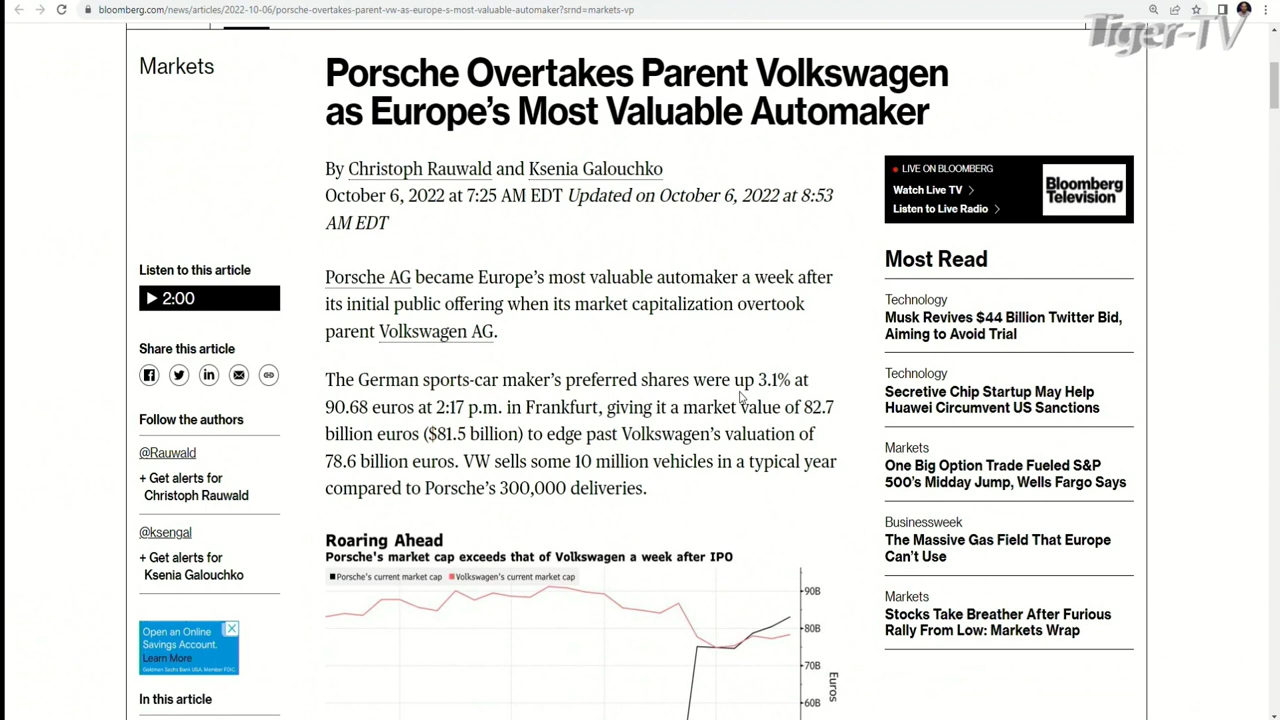 bloomberg.com/news/articles/2022-10-06/porsche-overtakes-parent-vw-as-europe-s-most-valuable-automaker?srnd=markets-vp
Tiger-TV
Markets
Porsche Overtakes Parent Volkswagen
as Europe's Most Valuable Automaker
By Christoph Rauwald and Ksenia Galouchko
October 6, 2022 at 7:25 AM EDT Updated on October 6, 2022 at 8:53
AM EDT
Listen to this article
2:00
Share this article
Follow the authors
@Rauwald
+ Get alerts for
Christoph Rauwald
@ksengal
+ Get alerts for
Ksenia Galouchko
Open an Online
Savings Account.
Learn More
Goldman Sachs Bank USA. Member FDIC.
In this article
Porsche AG became Europe's most valuable automaker a week after
its initial public offering when its market capitalization overtook
parent Volkswagen AG.
The German sports-car maker's preferred shares were up 3.1% at
90.68 euros at 2:17 p.m. in Frankfurt, giving it a market value of 82.7
billion euros ($81.5 billion) to edge past Volkswagen's valuation of
78.6 billion euros. VW sells some 10 million vehicles in a typical year
compared to Porsche's 300,000 deliveries.
Roaring Ahead
Porsche's market cap exceeds that of Volkswagen a week after IPO
Porsche's current market cap Volkswagen's current market cap
90B
80B
70B
60B
Euros
LIVE ON BLOOMBERG
Watch Live TV
Listen to Live Radio
Bloomberg
Television
Most Read
Technology
Musk Revives $44 Billion Twitter Bid,
Aiming to Avoid Trial
Technology
Secretive Chip Startup May Help
Huawei Circumvent US Sanctions
Markets
One Big Option Trade Fueled S&P
500's Midday Jump, Wells Fargo Says
Businessweek
The Massive Gas Field That Europe
Can't Use
Markets
Stocks Take Breather After Furious
Rally From Low: Markets Wrap